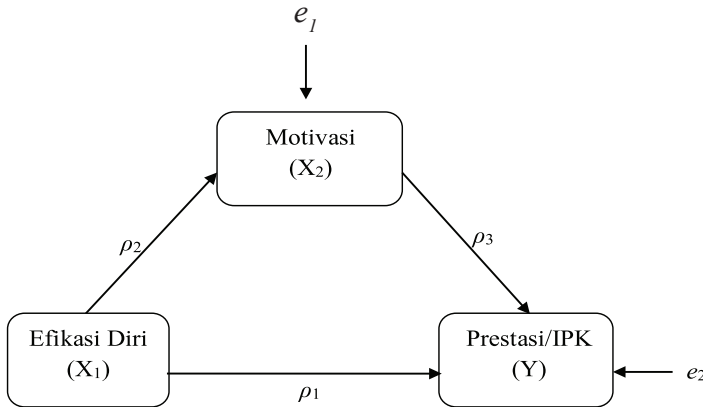 e₁
Motivasi
(X₂)
ρ₂
ρ₃
Efikasi Diri
(X₁)
Prestasi/IPK
(Y)
e₂
ρ₁